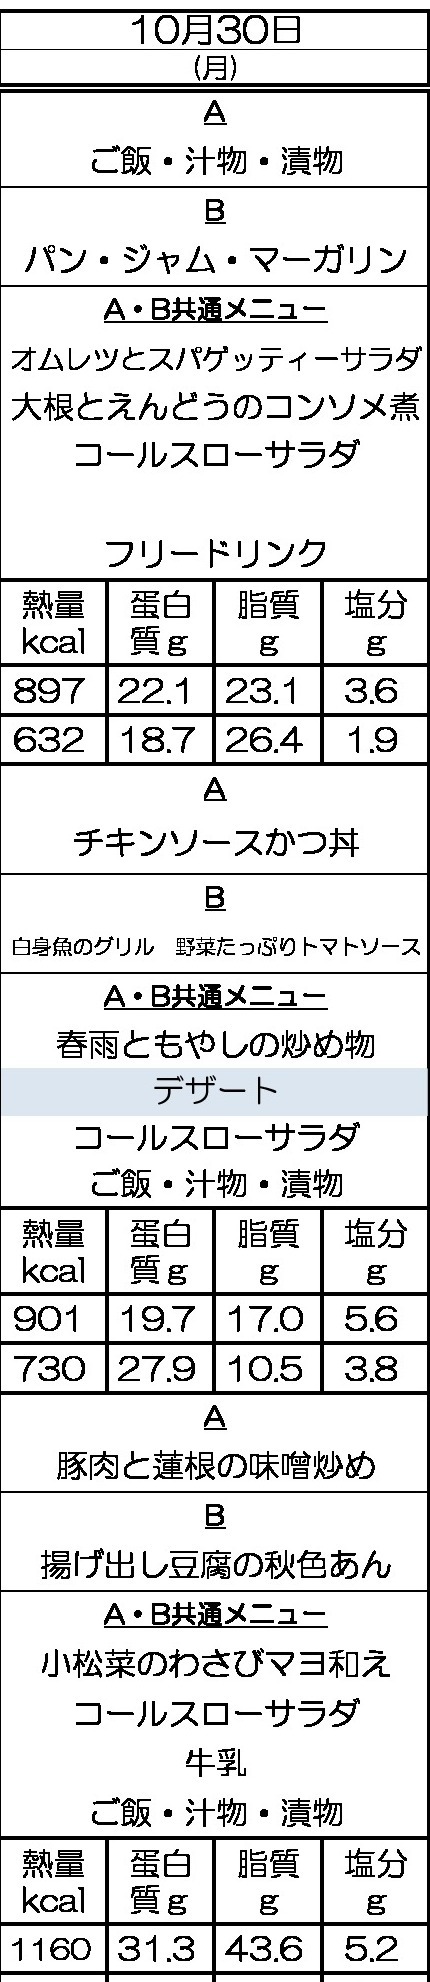 10月30日
(月)
A
ご飯・汁物・漬物
B
パン・ジャム・マーガリン
A・B共通メニュー
オムレツとスパゲッティーサラダ
大根とえんどうのコンソメ煮
コールスローサラダ
フリードリンク
熱量 蛋白 脂質 塩分
kcal 質g g g
897 22.1 23.1 3.6
632 18.7 26.4 1.9
A
チキンソースかつ丼
B
白身魚のグリル　野菜たっぷりトマトソース
A・B共通メニュー
春雨ともやしの炒め物
デザート
コールスローサラダ
ご飯・汁物・漬物
熱量 蛋白 脂質 塩分
kcal 質g g g
901 19.7 17.0 5.6
730 27.9 10.5 3.8
A
豚肉と蓮根の味噌炒め
B
揚げ出し豆腐の秋色あん
A・B共通メニュー
小松菜のわさびマヨ和え
コールスローサラダ
牛乳
ご飯・汁物・漬物
熱量 蛋白 脂質 塩分
kcal 質g g g
1160 31.3 43.6 5.2